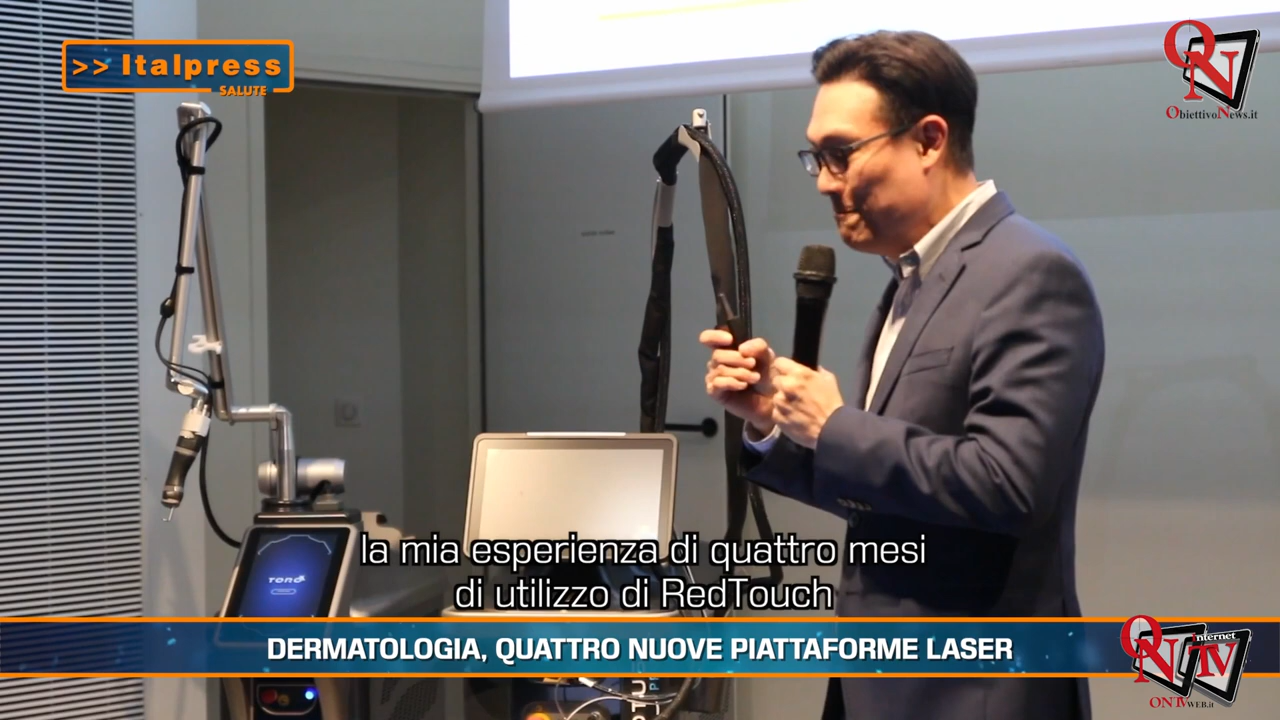 >> Italpress
SALUTE
ObiettivoNews.it
TORO
la mia esperienza di quattro mesi
di utilizzo di RedTouch
DERMATOLOGIA, QUATTRO NUOVE PIATTAFORME LASER
ON
internet
TV
ONTVWEB.it